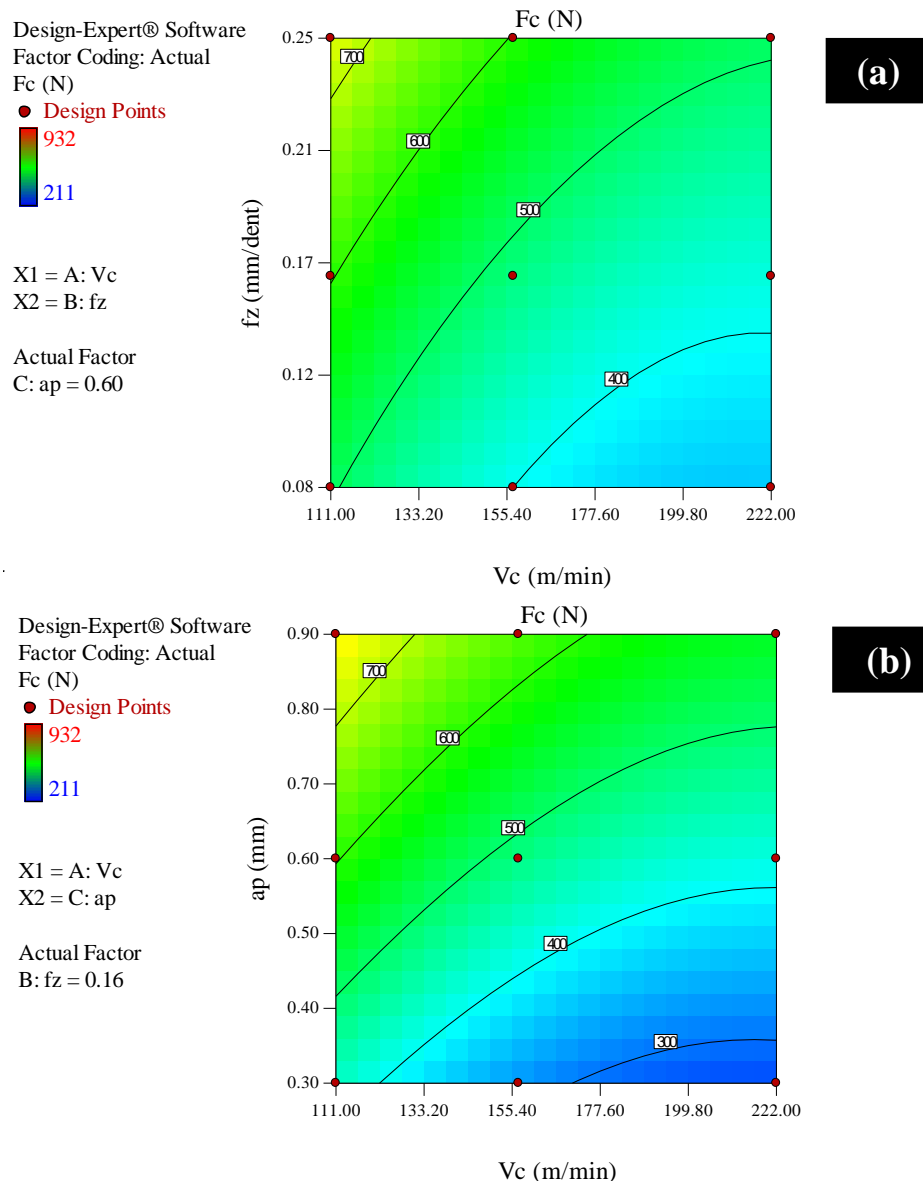 Design-Expert® Software
Factor Coding: Actual
Fc (N)
Design Points
932
211
X1 = A: Vc
X2 = B: fz
Actual Factor
C: ap = 0.60
Fc (N)
(a)
0.25
0.21
0.17
0.12
0.08
fz (mm/dent)
700
600
500
400
111.00 133.20 155.40 177.60 199.80 222.00
Vc (m/min)
Design-Expert® Software
Factor Coding: Actual
Fc (N)
Design Points
932
211
X1 = A: Vc
X2 = C: ap
Actual Factor
B: fz = 0.16
Fc (N)
(b)
0.90
0.80
0.70
0.60
0.50
0.40
0.30
ap (mm)
700
600
500
400
300
111.00 133.20 155.40 177.60 199.80 222.00
Vc (m/min)